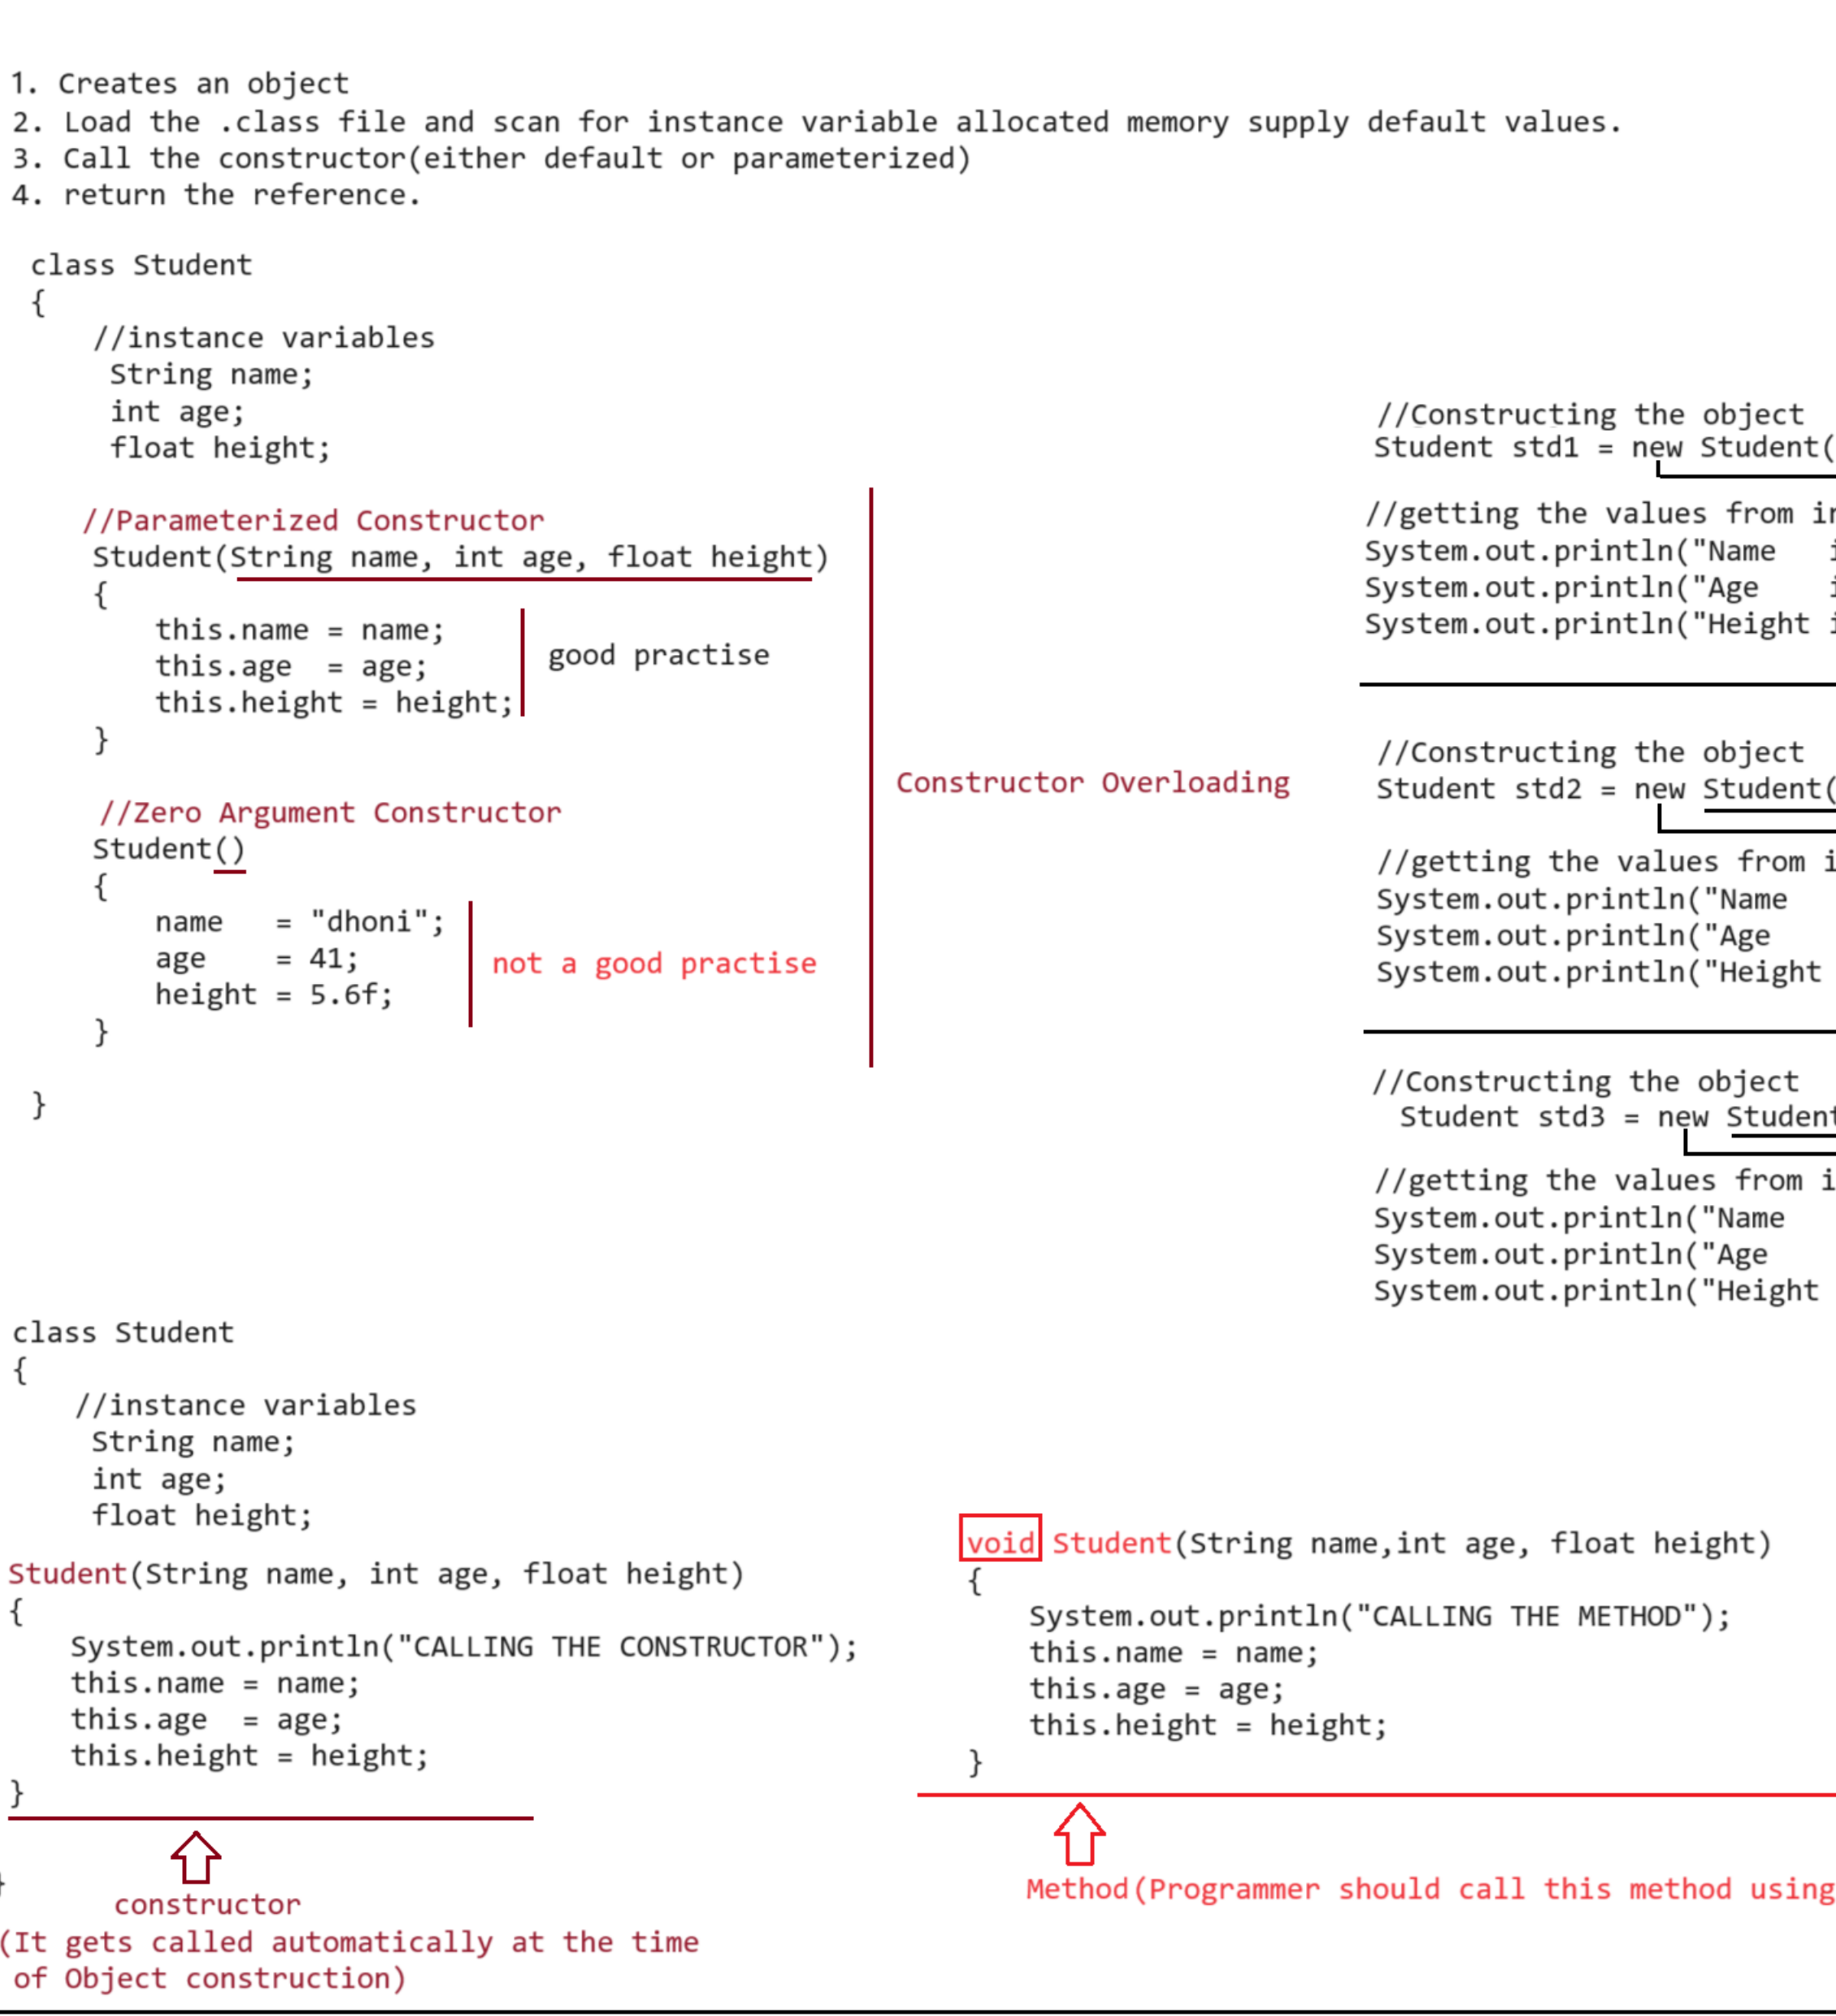 1. Creates an object
2. Load the .class file and scan for instance variable allocated memory supply default values.
3. Call the constructor(either default or parameterized)
4. return the reference.
class Student
{
//instance variables
String name;
int age;
float height;
//Parameterized Constructor
Student(String name, int age, float height)
{
this.name = name;
this.age  = age;
this.height = height;
good practise
}
//Zero Argument Constructor
Student()
{
name   = "dhoni";
age    = 41;
height = 5.6f;
not a good practise
}
}
Constructor Overloading
//Constructing the object
Student std1 = new Student(
//getting the values from
System.out.println("Name
System.out.println("Age
System.out.println("Height
//Constructing the object
Student std2 = new Student(
//getting the values from
System.out.println("Name
System.out.println("Age
System.out.println("Height
//Constructing the object
Student std3 = new Student
//getting the values from
System.out.println("Name
System.out.println("Age
System.out.println("Height
class Student
{
//instance variables
String name;
int age;
float height;
Student(String name, int age, float height)
{
System.out.println("CALLING THE CONSTRUCTOR");
this.name = name;
this.age  = age;
this.height = height;
}
}
constructor
(It gets called automatically at the time
of Object construction)
void Student(String name,int age, float height)
{
System.out.println("CALLING THE METHOD");
this.name = name;
this.age = age;
this.height = height;
}
Method(Programmer should call this method using